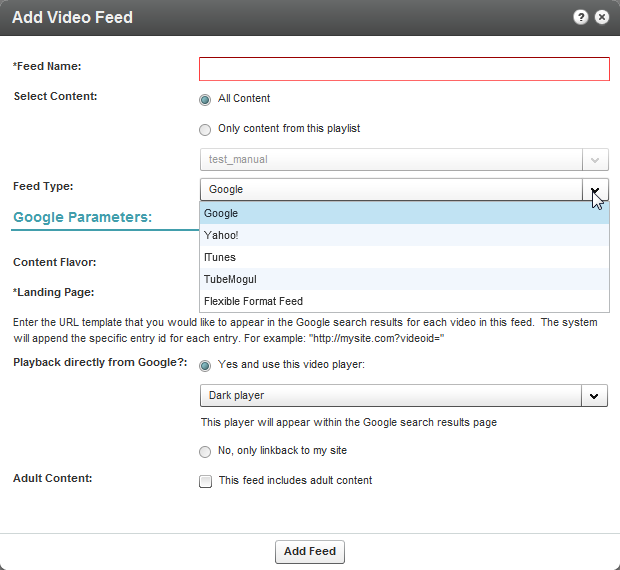 Add Video Feed
*Feed Name:
Select Content:
All Content
Only content from this playlist
test_manual
Feed Type:
Google
Google Parameters:
Google
Yahoo!
ITunes
TubeMogul
Flexible Format Feed
Content Flavor:
*Landing Page:
Enter the URL template that you would like to appear in the Google search results for each video in this feed. The system
will append the specific entry id for each entry. For example: "http://mysite.com?videoid="
Playback directly from Google?:
Yes and use this video player:
Dark player
This player will appear within the Google search results page
No, only linkback to my site
Adult Content:
This feed includes adult content
Add Feed